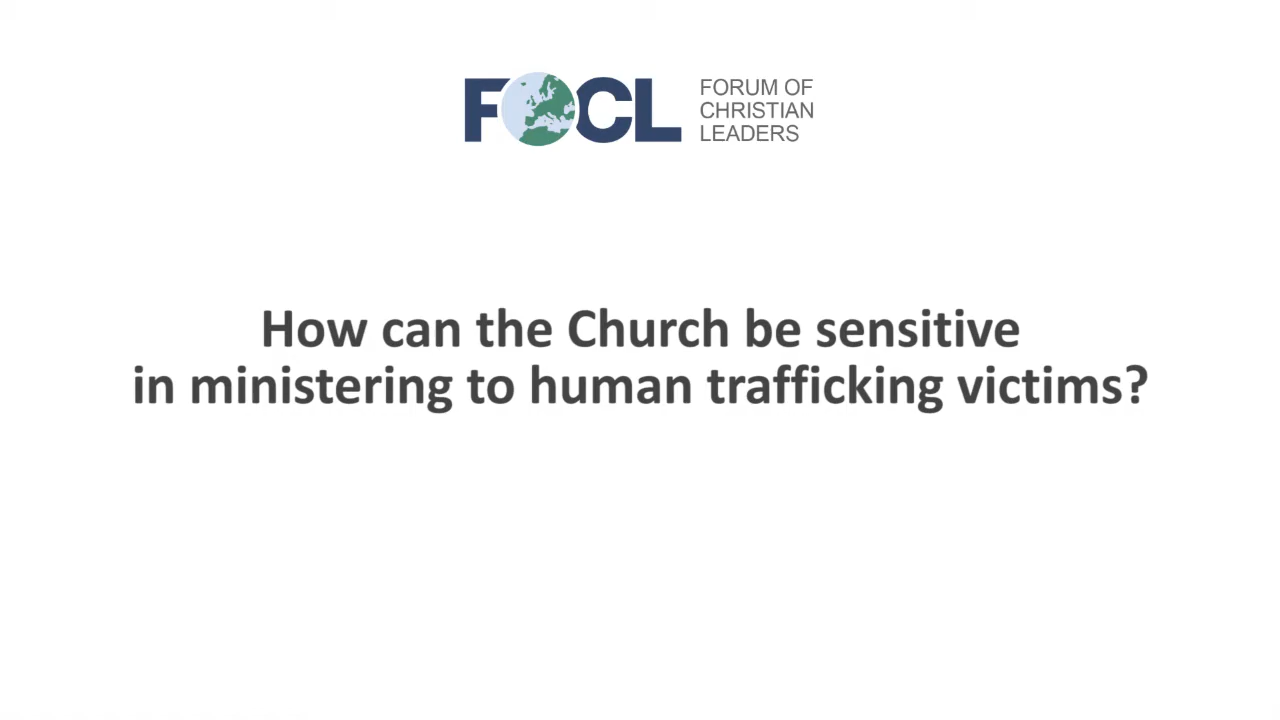 FOCL
FORUM OF
CHRISTIAN
LEADERS
How can the Church be sensitive
in ministering to human trafficking victims?